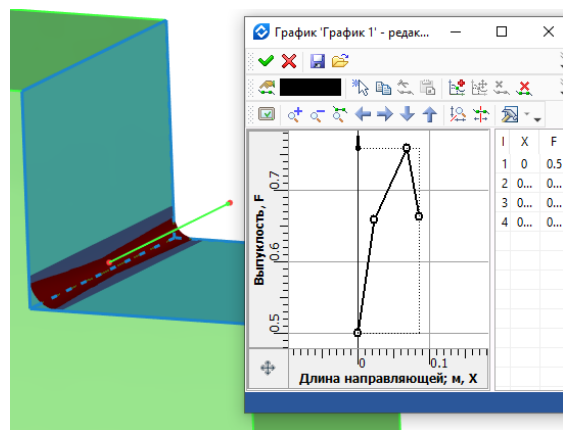 График 'График 1' - редак...
I X F
1 0 0.5
2 0... 0...
3 0... 0...
4 0... 0...
Выпуклость, F
0.7
0.6
0.5
0 0.1
Длина направляющей; м, X